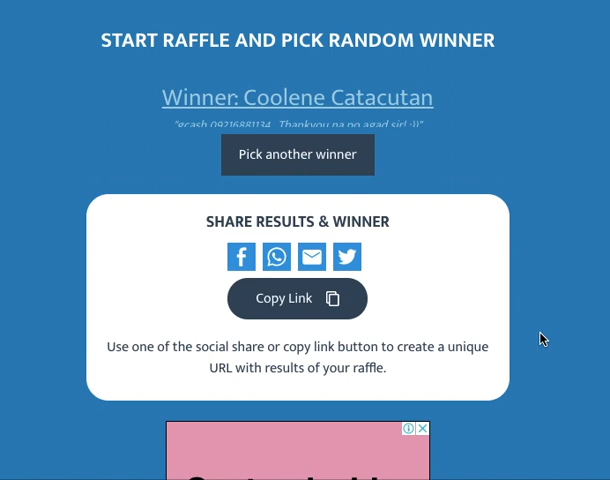 START RAFFLE AND PICK RANDOM WINNER
Winner: Coolene Catacutan
"gcash 09216881134 Thankyou na po agad sir! :))"
Pick another winner
SHARE RESULTS & WINNER
Copy Link
Use one of the social share or copy link button to create a unique
URL with results of your raffle.